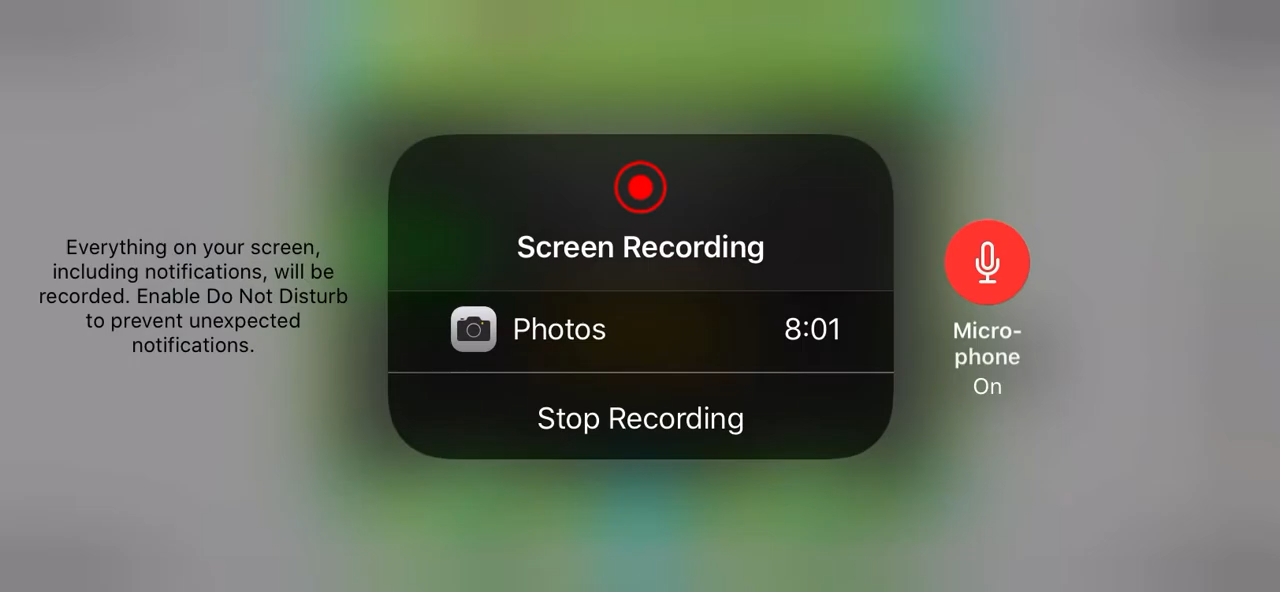 Everything on your screen,
including notifications, will be
recorded. Enable Do Not Disturb
to prevent unexpected
notifications.
Screen Recording
Photos 8:01
Stop Recording
Micro-
phone
On